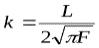 k = L / (2√πF)